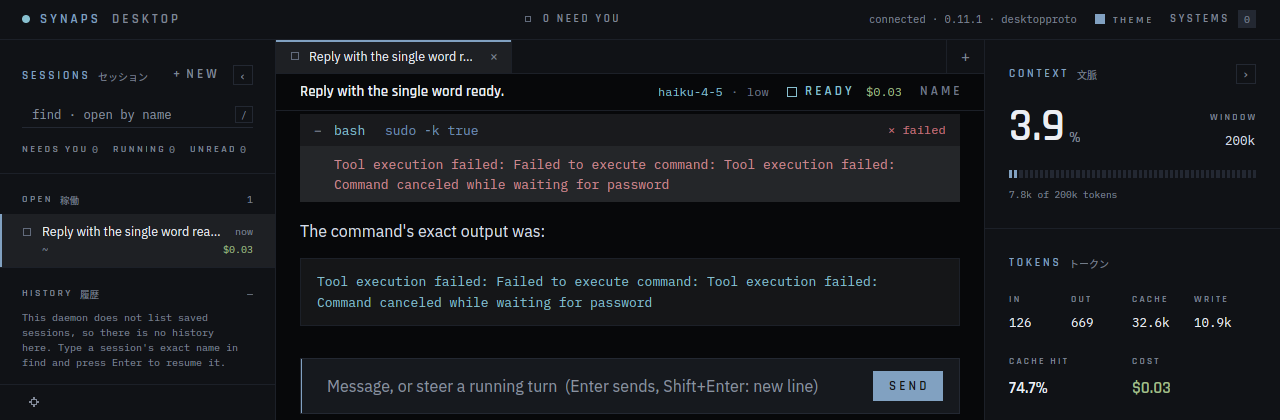 SYNAPS DESKTOP
0 NEED YOU
connected · 0.11.1 · desktopproto
THEME
SYSTEMS 0
SESSIONS セッション + NEW ‹
find · open by name /
NEEDS YOU 0 RUNNING 0 UNREAD 0
OPEN 稼働 1
Reply with the single word rea... now
~ $0.03
HISTORY 履歴 —
This daemon does not list saved
sessions, so there is no history
here. Type a session's exact name in
find and press Enter to resume it.
Reply with the single word r... × +
Reply with the single word ready. haiku-4-5 · low READY $0.03 NAME
— bash sudo -k true × failed
Tool execution failed: Failed to execute command: Tool execution failed:
Command canceled while waiting for password
The command's exact output was:
Tool execution failed: Failed to execute command: Tool execution failed:
Command canceled while waiting for password
Message, or steer a running turn (Enter sends, Shift+Enter: new line) SEND
CONTEXT 文脈 ›
3.9 % WINDOW
200k
7.8k of 200k tokens
TOKENS トークン
IN OUT CACHE WRITE
126 669 32.6k 10.9k
CACHE HIT COST
74.7% $0.03